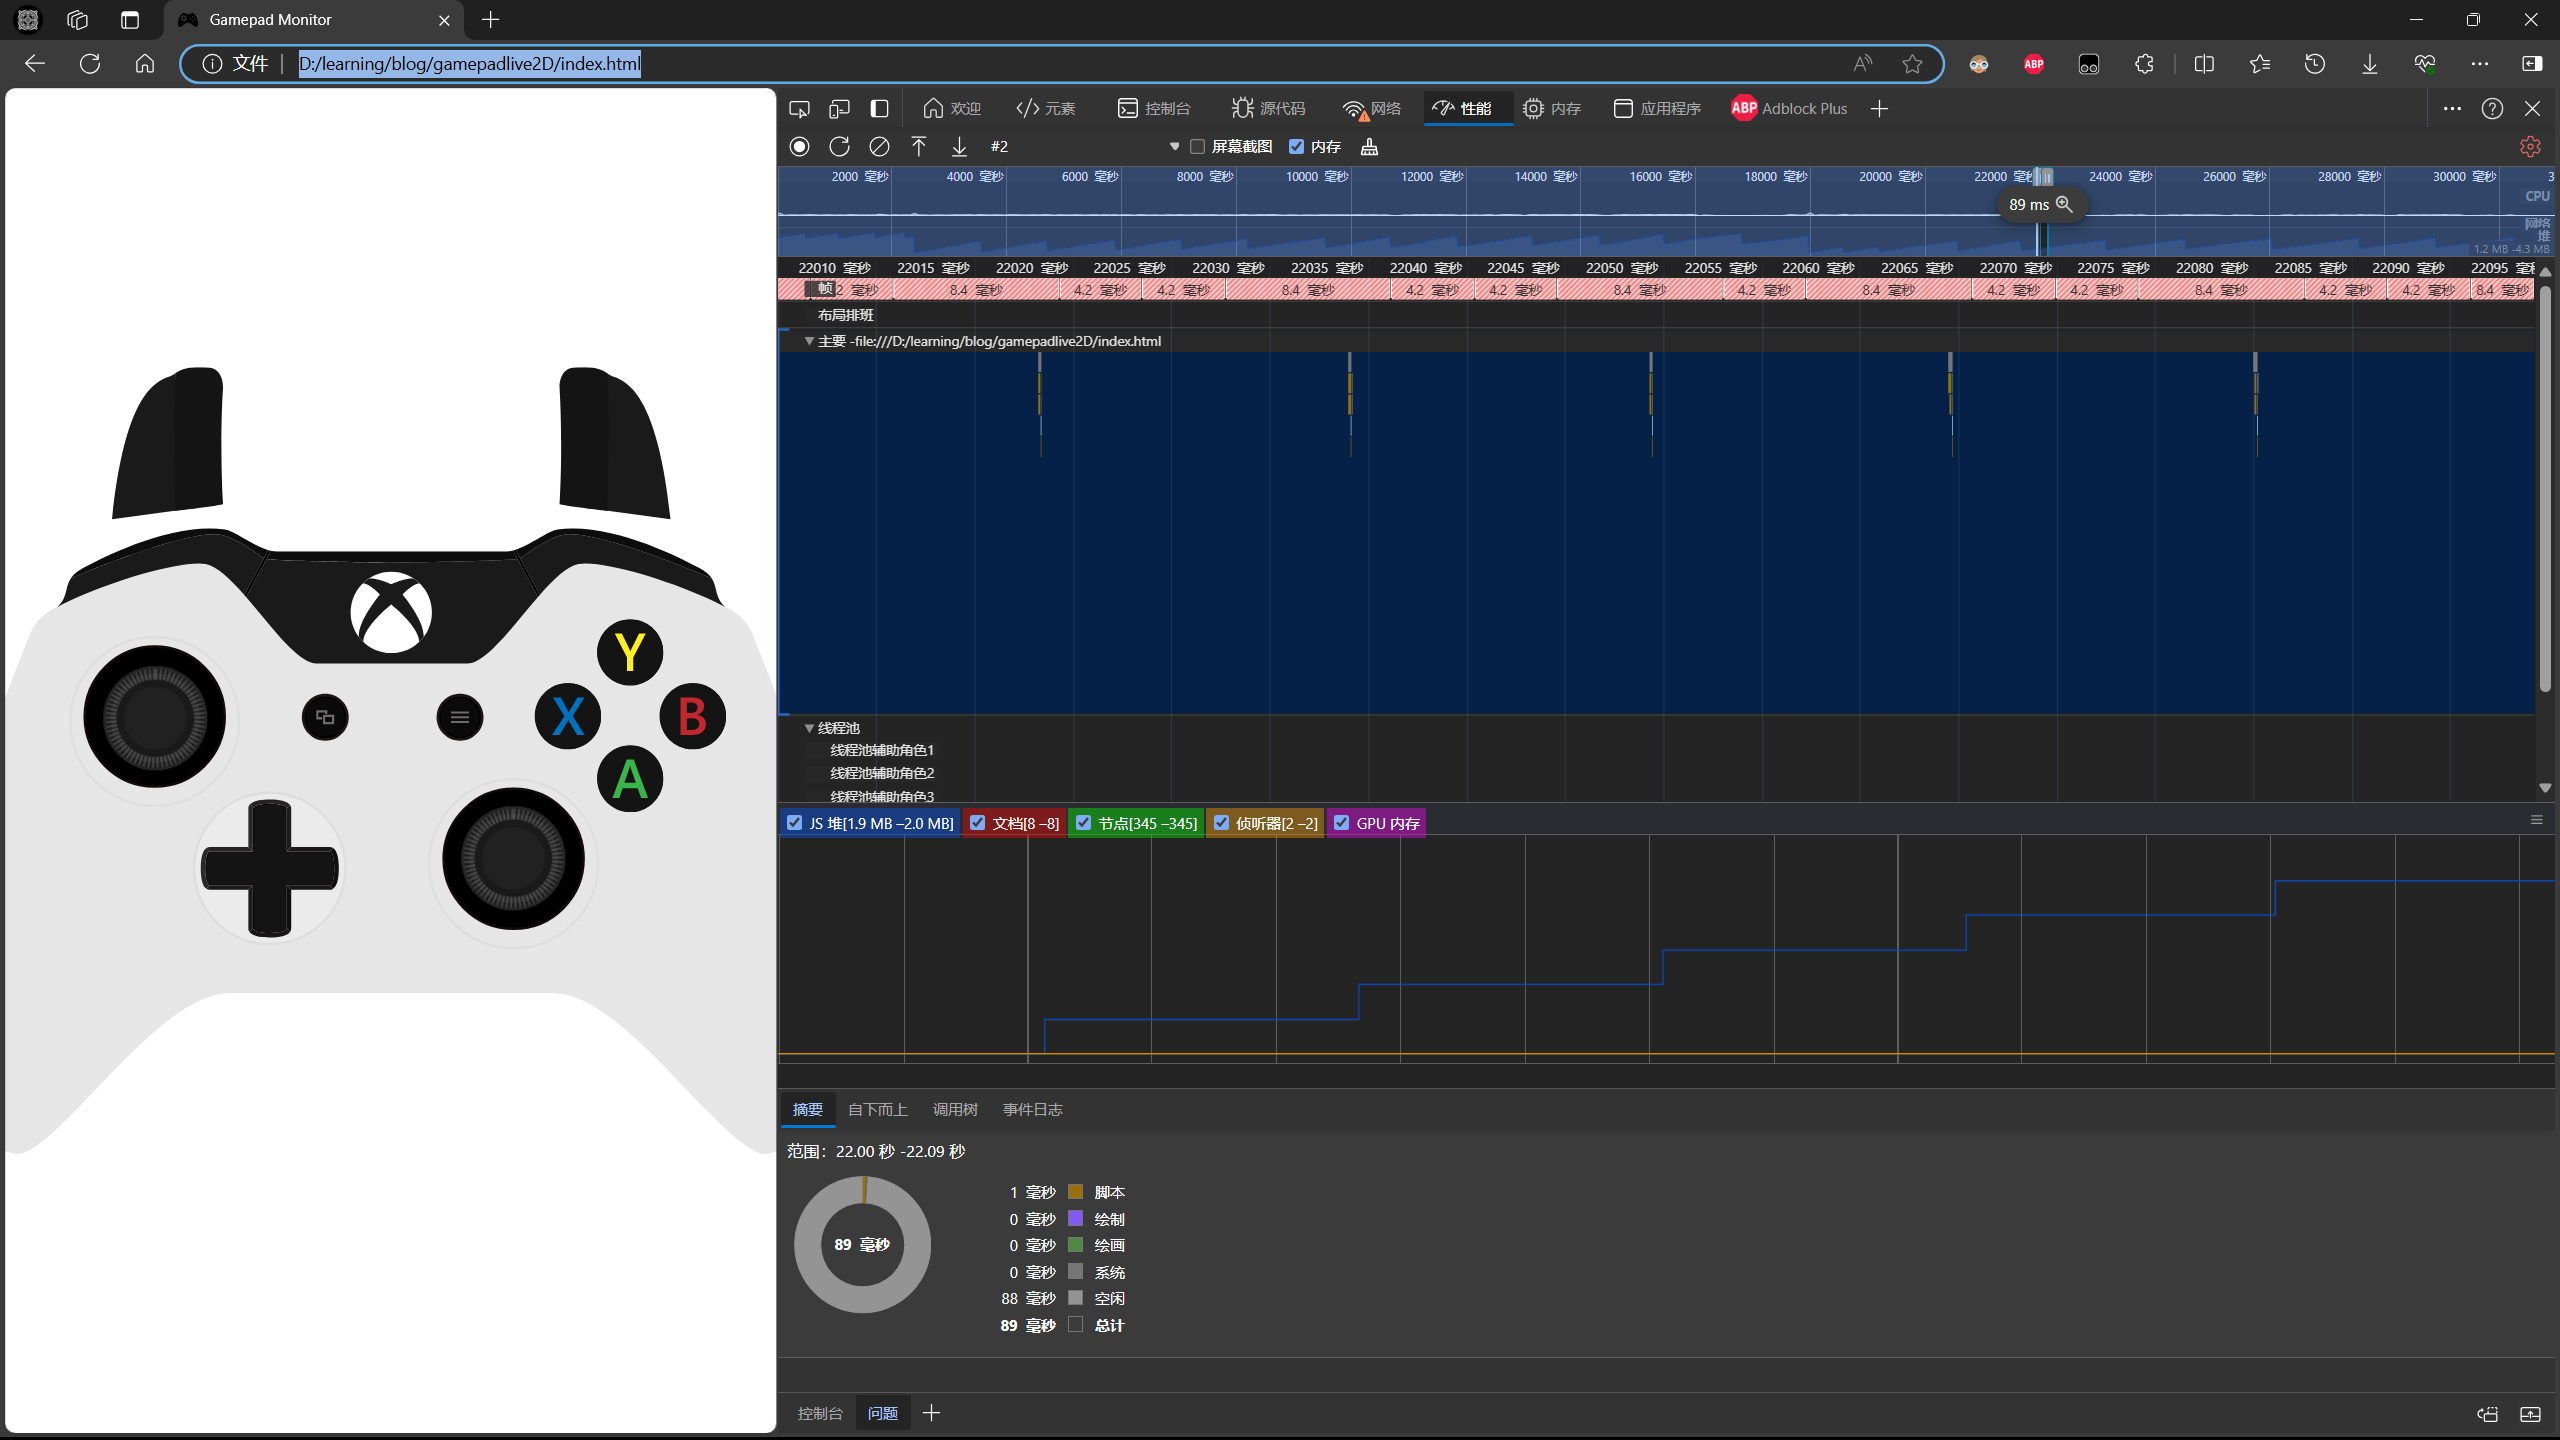 Gamepad Monitor
文件 D:/learning/blog/gamepadlive2D/index.html
ABP
欢迎 元素 控制台 源代码 网络 性能 内存 应用程序 ABP Adblock Plus
#2 屏幕截图 内存
2000 毫秒 4000 毫秒 6000 毫秒 8000 毫秒 10000 毫秒 12000 毫秒 14000 毫秒 16000 毫秒 18000 毫秒 20000 毫秒 22000 毫秒 24000 毫秒 26000 毫秒 28000 毫秒 30000 毫秒 3
CPU
89 ms
网络
堆
1.2 MB -4.3 MB
22010 毫秒 22015 毫秒 22020 毫秒 22025 毫秒 22030 毫秒 22035 毫秒 22040 毫秒 22045 毫秒 22050 毫秒 22055 毫秒 22060 毫秒 22065 毫秒 22070 毫秒 22075 毫秒 22080 毫秒 22085 毫秒 22090 毫秒 22095 毫秒
帧 2 毫秒 8.4 毫秒 4.2 毫秒 4.2 毫秒 8.4 毫秒 4.2 毫秒 4.2 毫秒 8.4 毫秒 4.2 毫秒 8.4 毫秒 4.2 毫秒 4.2 毫秒 8.4 毫秒 4.2 毫秒 4.2 毫秒 8.4 毫秒
布局排班
主要 -file:///D:/learning/blog/gamepadlive2D/index.html
Y
X B
A
线程池
线程池辅助角色1
线程池辅助角色2
线程池辅助角色3
JS 堆[1.9 MB –2.0 MB] 文档[8 –8] 节点[345 –345] 侦听器[2 –2] GPU 内存
摘要 自下而上 调用树 事件日志
范围：22.00 秒 -22.09 秒
89 毫秒
1 毫秒 脚本
0 毫秒 绘制
0 毫秒 绘画
0 毫秒 系统
88 毫秒 空闲
89 毫秒 总计
控制台 问题